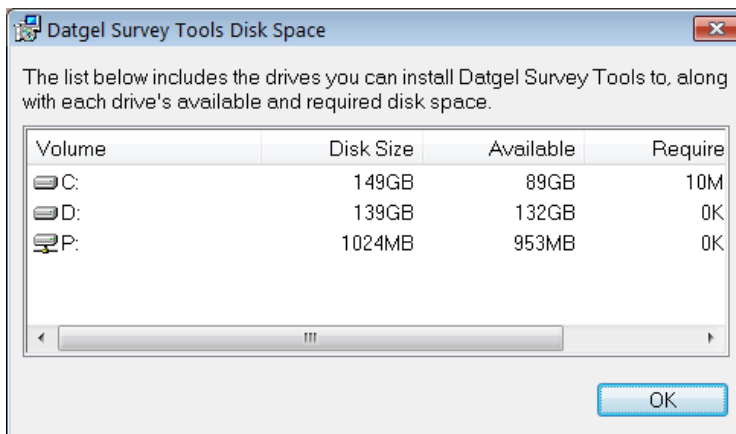 Datgel Survey Tools Disk Space
The list below includes the drives you can install Datgel Survey Tools to, along
with each drive's available and required disk space.
Volume Disk Size Available Require
C: 149GB 89GB 10M
D: 139GB 132GB 0K
P: 1024MB 953MB 0K
OK